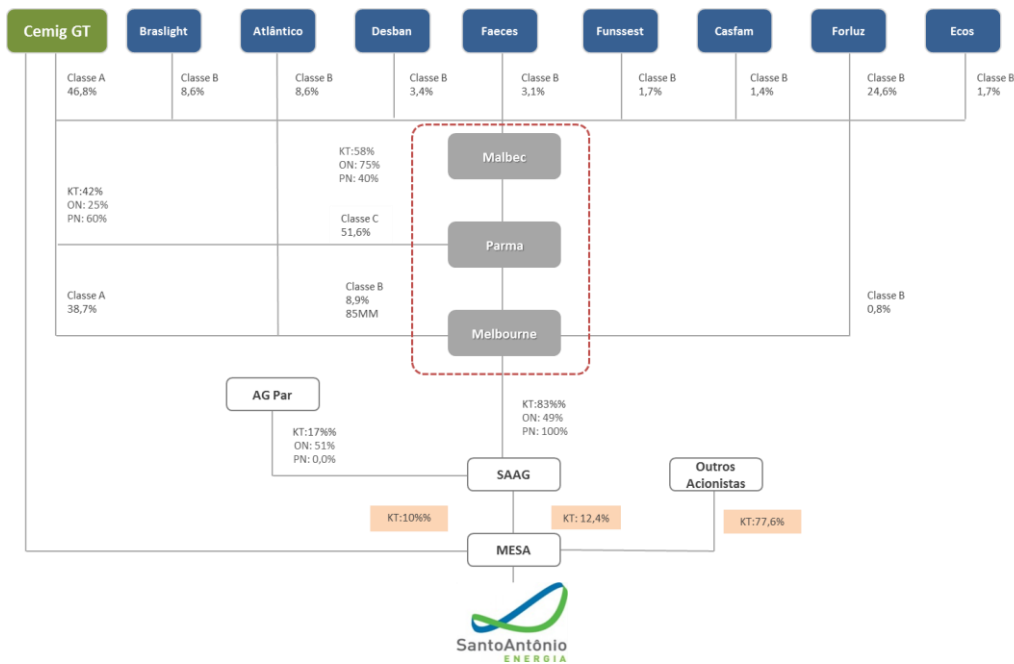 Cemig GT
Braslight
Atlântico
Desban
Faeces
Funssest
Casfam
Forluz
Ecos
Classe A
46,8%
Classe B
8,6%
Classe B
8,6%
Classe B
3,4%
Classe B
3,1%
Classe B
1,7%
Classe B
1,4%
Classe B
24,6%
Classe B
1,7%
KT:58%
ON: 75%
PN: 40%
Malbec
KT:42%
ON: 25%
PN: 60%
Classe C
51,6%
Parma
Classe A
38,7%
Classe B
8,9%
85MM
Melbourne
Classe B
0,8%
AG Par
KT:83%%
ON: 49%
PN: 100%
KT:17%%
ON: 51%
PN: 0,0%
SAAG
Outros
Acionistas
KT:10%%
KT: 12,4%
KT:77,6%
MESA
SantoAntônio
ENERGIA